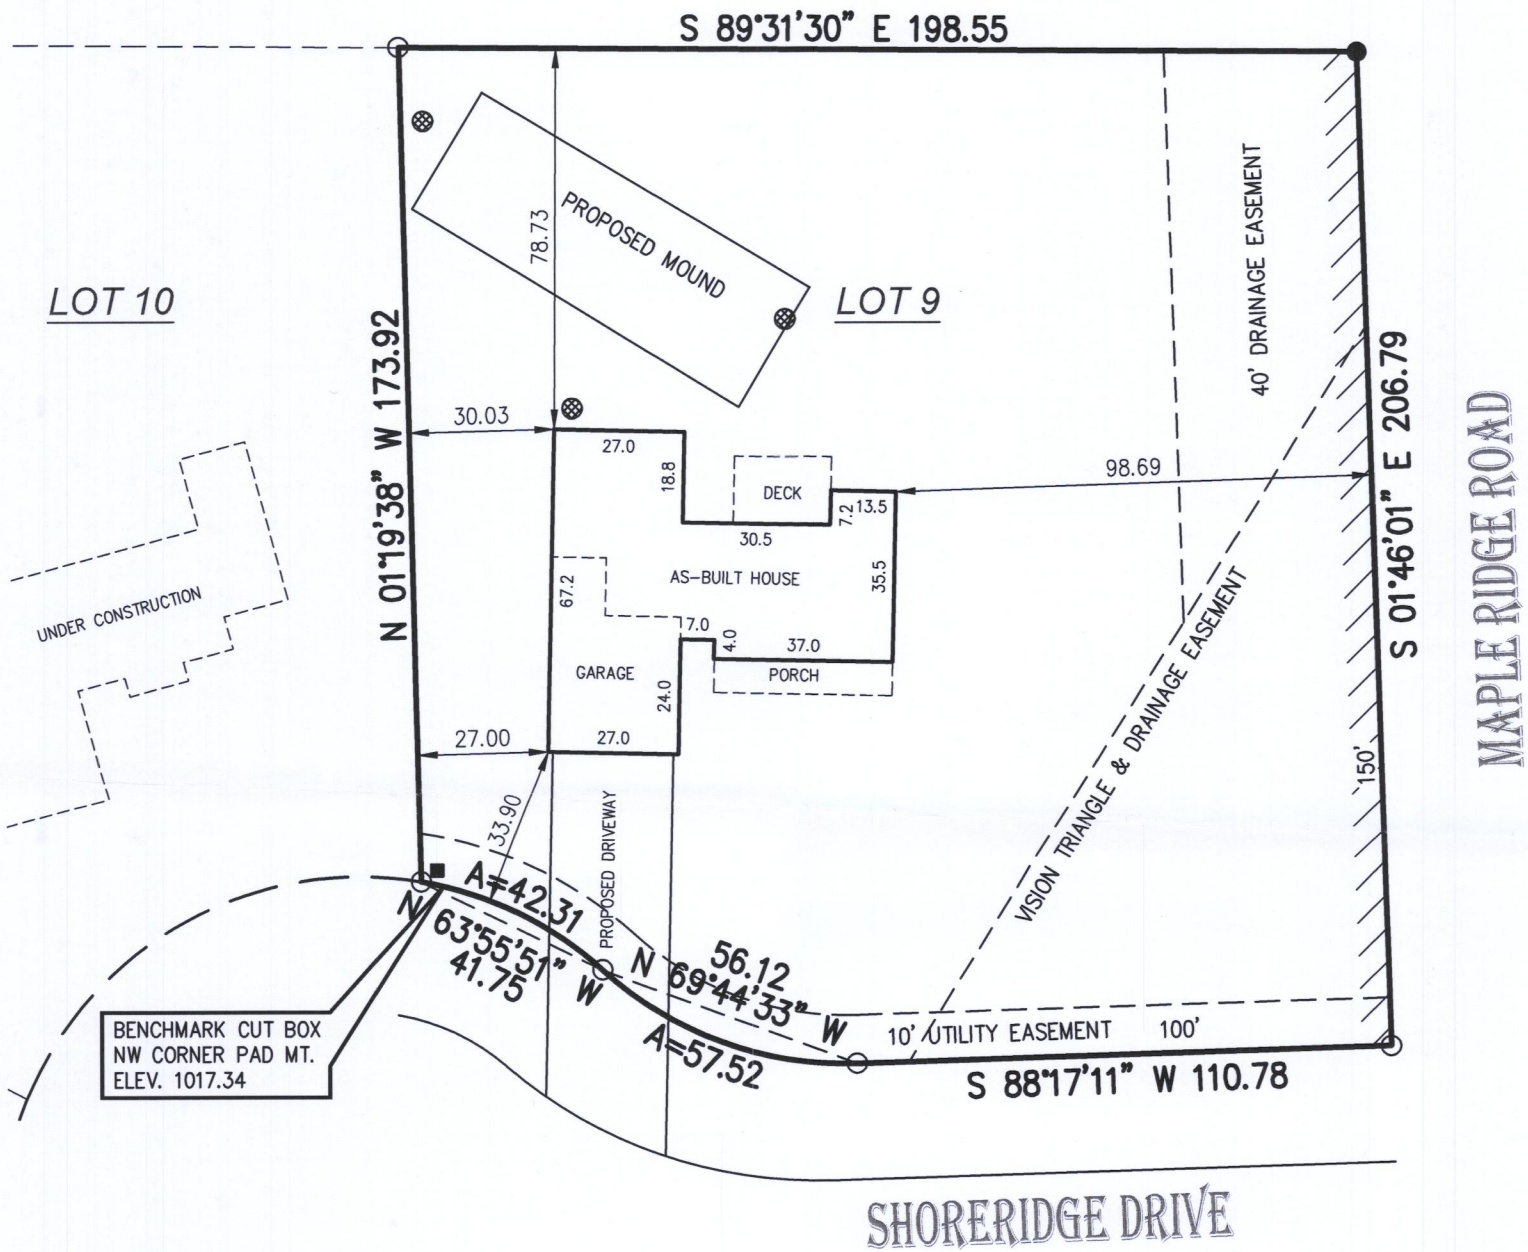 S 89°31'30" E 198.55
78.73
PROPOSED MOUND
40' DRAINAGE EASEMENT
LOT 10
LOT 9
N 01°19'38" W 173.92
S 01°46'01" E 206.79
MAPLE RIDGE ROAD
30.03
27.0
18.8
DECK
98.69
13.5
7.2
30.5
AS-BUILT HOUSE
35.5
67.2
UNDER CONSTRUCTION
7.0
4.0
37.0
GARAGE
PORCH
24.0
27.00
27.0
VISION TRIANGLE & DRAINAGE EASEMENT
150'
33.90
PROPOSED DRIVEWAY
A=42.31
N 63°55'51" W
41.75
56.12
N 69°44'33" W
A=57.52
10' UTILITY EASEMENT 100'
S 88°17'11" W 110.78
BENCHMARK CUT BOX
NW CORNER PAD MT.
ELEV. 1017.34
SHORERIDGE DRIVE